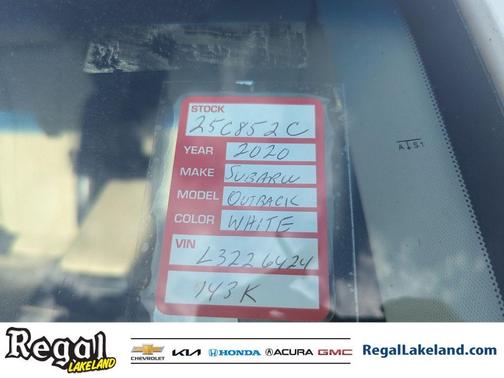 STOCK
25C852C
YEAR 2020
MAKE SUBARU
MODEL OUTBACK
COLOR WHITE
VIN
L3226424
143K
AS1
Regal LAKELAND
CHEVROLET KIA HONDA ACURA GMC
RegalLakeland.com